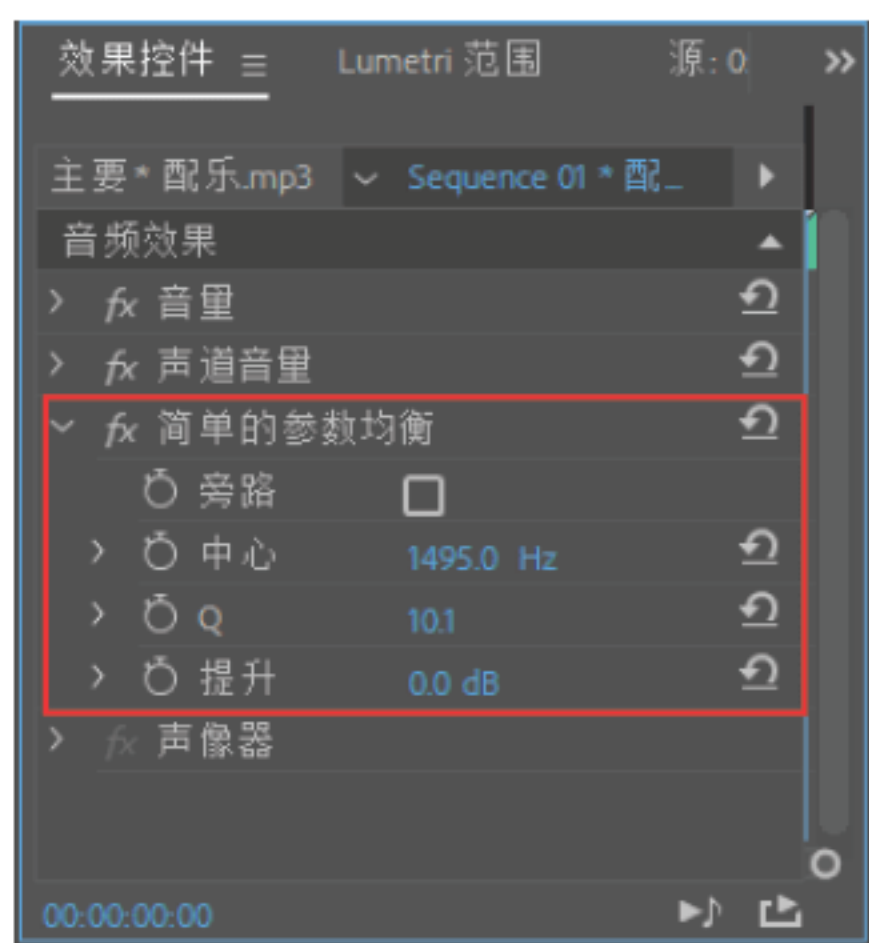 效果控件 Lumetri 范围 源: 0
主要* 配乐.mp3 Sequence 01 * 配...
音频效果
fx 音量
fx 声道音量
fx 简单的参数均衡
旁路
中心 1495.0 Hz
Q 10.1
提升 0.0 dB
fx 声像器
00:00:00:00